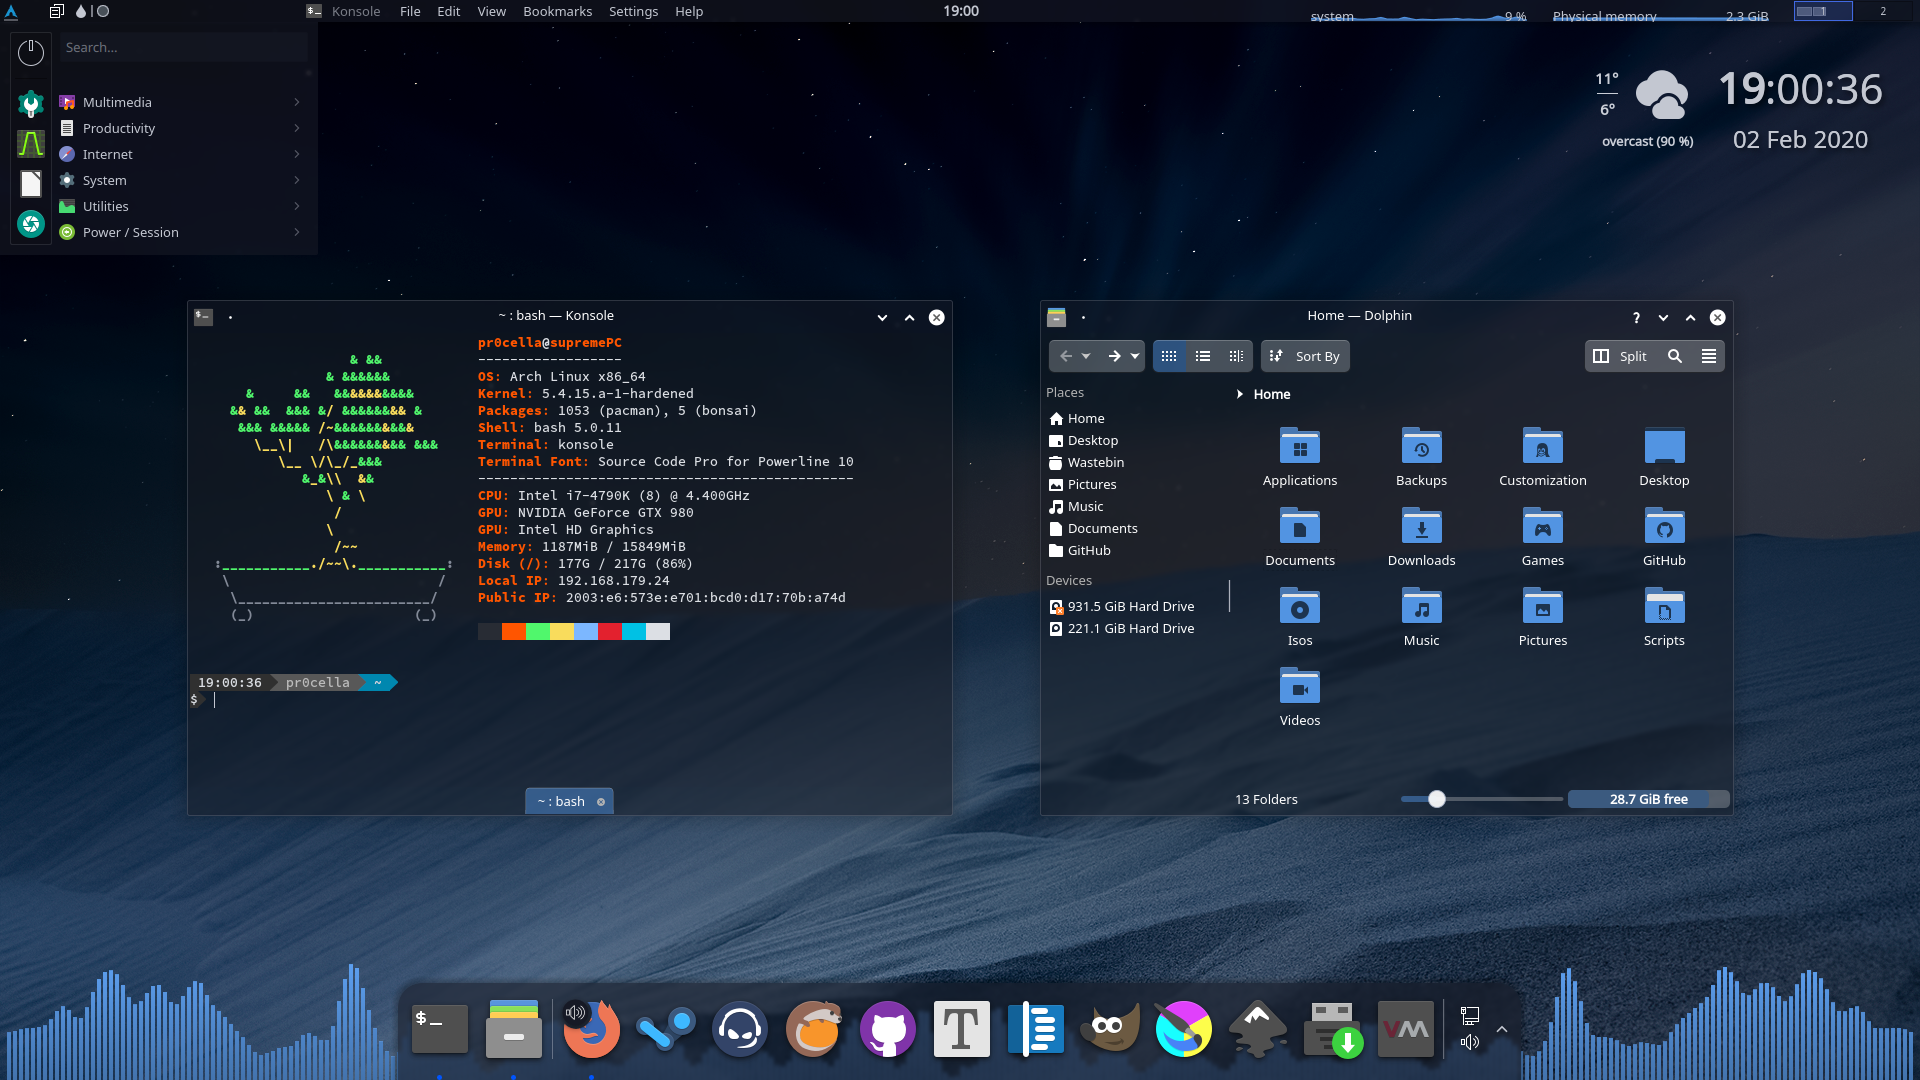 Konsole File Edit View Bookmarks Settings Help
19:00
system 9 %
Physical memory 2.3 GiB
1 2
Search...
Multimedia
Productivity
Internet
System
Utilities
Power / Session
11°
6°
overcast (90 %)
19:00:36
02 Feb 2020
~ : bash — Konsole
pr0cella@supremePC
------------------
OS: Arch Linux x86_64
Kernel: 5.4.15.a-1-hardened
Packages: 1053 (pacman), 5 (bonsai)
Shell: bash 5.0.11
Terminal: konsole
Terminal Font: Source Code Pro for Powerline 10
-----------------------------------------------
CPU: Intel i7-4790K (8) @ 4.400GHz
GPU: NVIDIA GeForce GTX 980
GPU: Intel HD Graphics
Memory: 1187MiB / 15849MiB
Disk (/): 177G / 217G (86%)
Local IP: 192.168.179.24
Public IP: 2003:e6:573e:e701:bcd0:d17:70b:a74d
19:00:36 pr0cella ~
$
~ : bash
Home — Dolphin
?
Sort By
Split
Places
Home
Desktop
Wastebin
Pictures
Music
Documents
GitHub
Devices
931.5 GiB Hard Drive
221.1 GiB Hard Drive
Home
Applications Backups Customization Desktop
Documents Downloads Games GitHub
Isos Music Pictures Scripts
Videos
13 Folders
28.7 GiB free